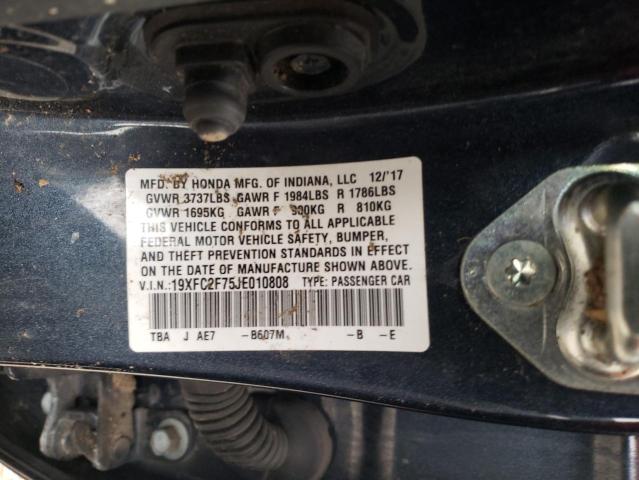 MFD. BY HONDA MFG. OF INDIANA, LLC 12/'17
GVWR 3737LBS GAWR F 1984LBS R 1786LBS
GVWR 1695KG GAWR F 900KG R 810KG
THIS VEHICLE CONFORMS TO ALL APPLICABLE
FEDERAL MOTOR VEHICLE SAFETY, BUMPER,
AND THEFT PREVENTION STANDARDS IN EFFECT
ON THE DATE OF MANUFACTURE SHOWN ABOVE.
V.I.N.: 19XFC2F75JE010808 TYPE: PASSENGER CAR
TBA J AE7 -B607M -B -E